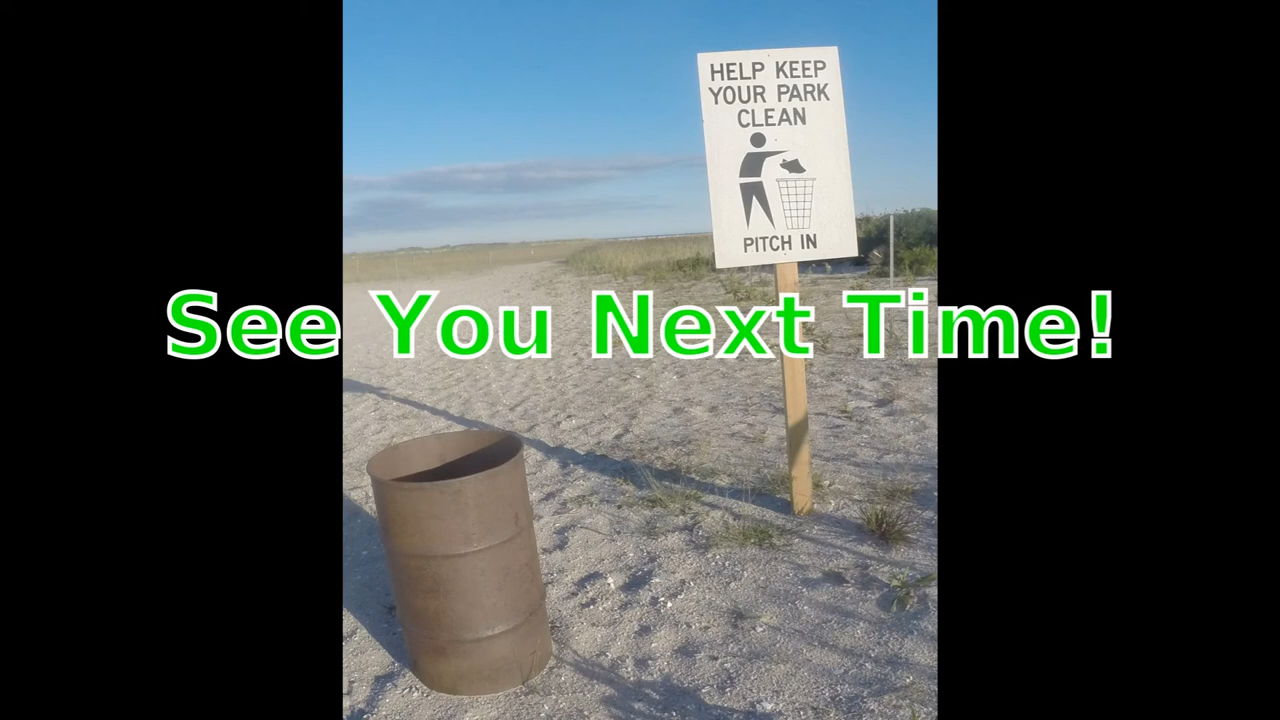 HELP KEEP
YOUR PARK
CLEAN
PITCH IN
See You Next Time!